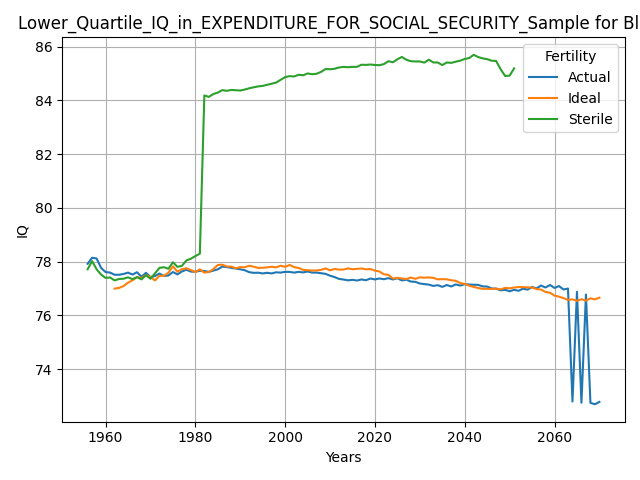 Lower_Quartile_IQ_in_EXPENDITURE_FOR_SOCIAL_SECURITY_Sample for Bl
86
84
82
80
78
76
74
IQ
1960
1980
2000
2020
2040
2060
Years
Fertility
Actual
Ideal
Sterile